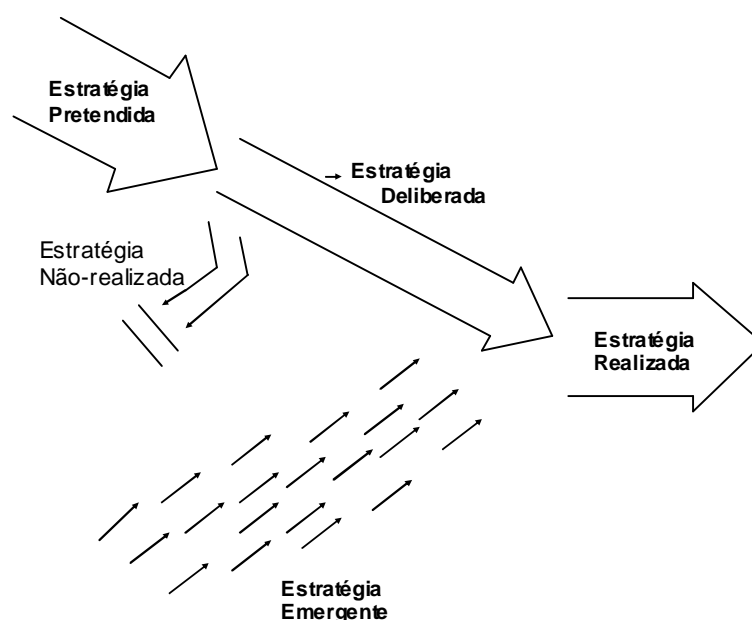 Estratégia
Pretendida
Estratégia
Deliberada
Estratégia
Não-realizada
Estratégia
Realizada
Estratégia
Emergente